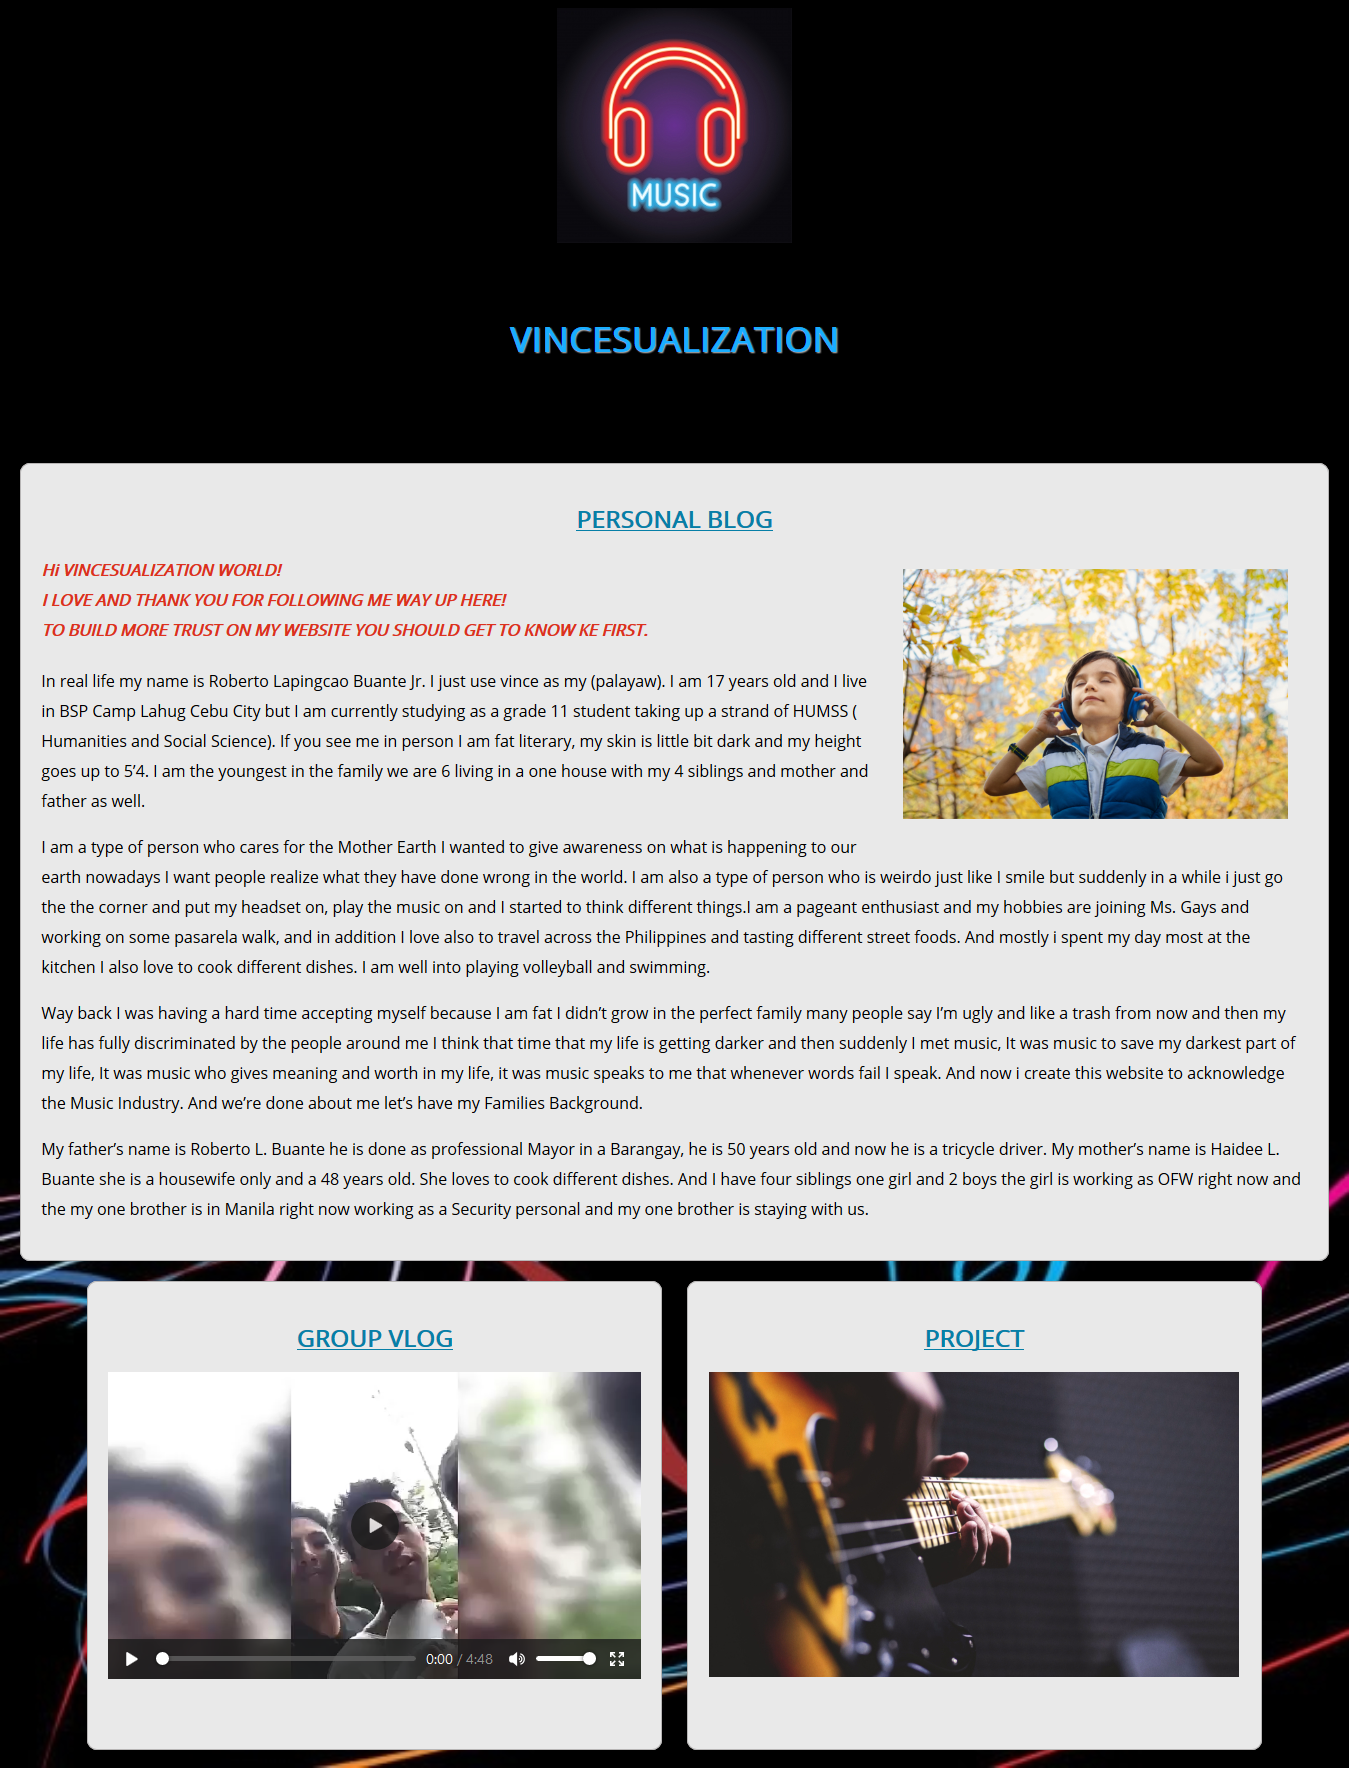 MUSIC
VINCESUALIZATION
PERSONAL BLOG
Hi VINCESUALIZATION WORLD!
I LOVE AND THANK YOU FOR FOLLOWING ME WAY UP HERE!
TO BUILD MORE TRUST ON MY WEBSITE YOU SHOULD GET TO KNOW KE FIRST.
In real life my name is Roberto Lapingcao Buante Jr. I just use vince as my (palayaw). I am 17 years old and I live
in BSP Camp Lahug Cebu City but I am currently studying as a grade 11 student taking up a strand of HUMSS (
Humanities and Social Science). If you see me in person I am fat literary, my skin is little bit dark and my height
goes up to 5’4. I am the youngest in the family we are 6 living in a one house with my 4 siblings and mother and
father as well.
I am a type of person who cares for the Mother Earth I wanted to give awareness on what is happening to our
earth nowadays I want people realize what they have done wrong in the world. I am also a type of person who is weirdo just like I smile but suddenly in a while i just go
the the corner and put my headset on, play the music on and I started to think different things.I am a pageant enthusiast and my hobbies are joining Ms. Gays and
working on some pasarela walk, and in addition I love also to travel across the Philippines and tasting different street foods. And mostly i spent my day most at the
kitchen I also love to cook different dishes. I am well into playing volleyball and swimming.
Way back I was having a hard time accepting myself because I am fat I didn’t grow in the perfect family many people say I’m ugly and like a trash from now and then my
life has fully discriminated by the people around me I think that time that my life is getting darker and then suddenly I met music, It was music to save my darkest part of
my life, It was music who gives meaning and worth in my life, it was music speaks to me that whenever words fail I speak. And now i create this website to acknowledge
the Music Industry. And we’re done about me let’s have my Families Background.
My father’s name is Roberto L. Buante he is done as professional Mayor in a Barangay, he is 50 years old and now he is a tricycle driver. My mother’s name is Haidee L.
Buante she is a housewife only and a 48 years old. She loves to cook different dishes. And I have four siblings one girl and 2 boys the girl is working as OFW right now and
the my one brother is in Manila right now working as a Security personal and my one brother is staying with us.
GROUP VLOG
0:00 / 4:48
PROJECT